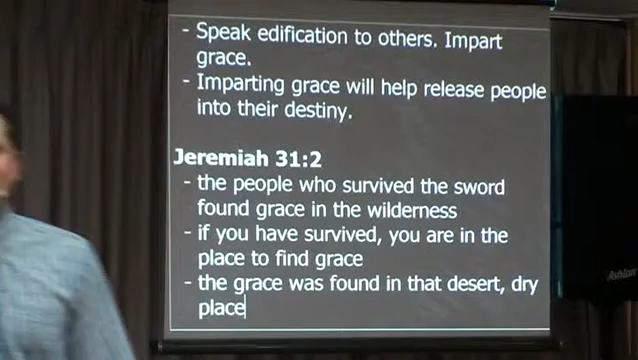 - Speak edification to others. Impart
grace.
- Imparting grace will help release people
into their destiny.
Jeremiah 31:2
- the people who survived the sword
found grace in the wilderness
- if you have survived, you are in the
place to find grace
- the grace was found in that desert, dry
place
Ashton